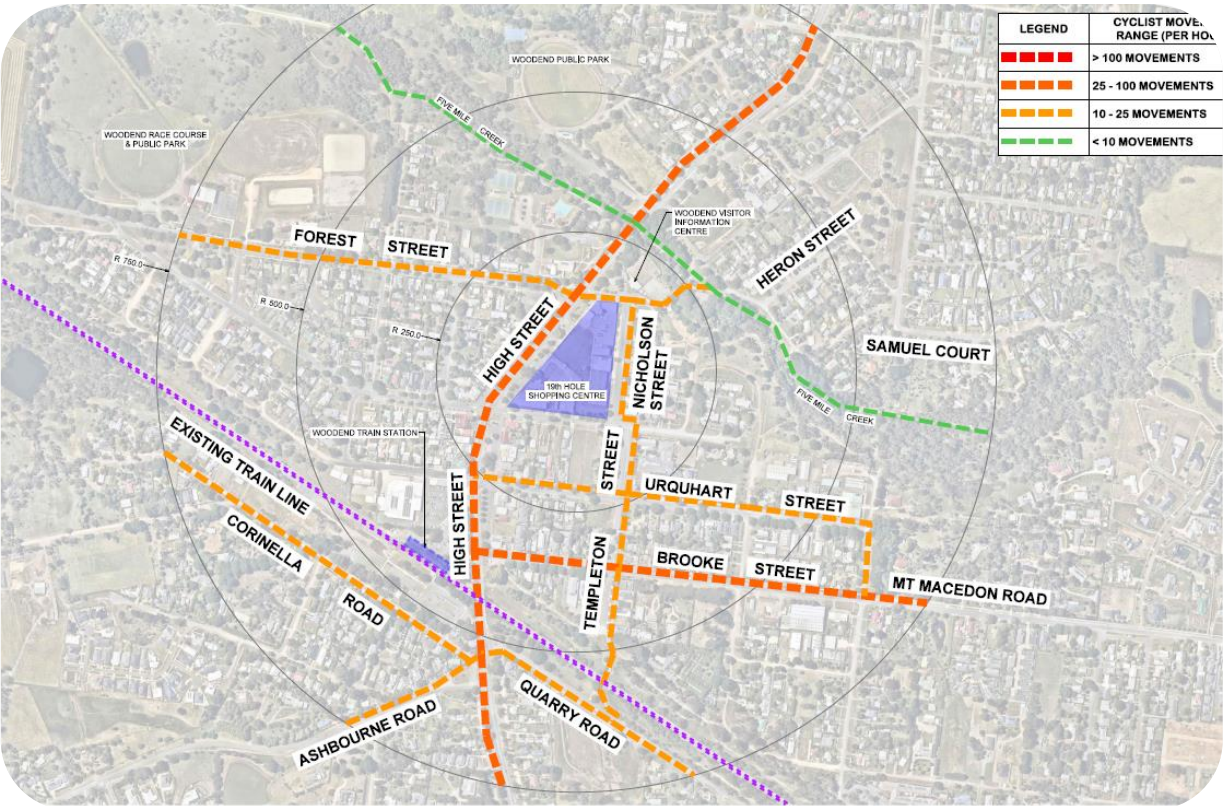 LEGEND
CYCLIST MOVE
RANGE (PER HO
> 100 MOVEMENTS
25 - 100 MOVEMENTS
10 - 25 MOVEMENTS
< 10 MOVEMENTS
WOODEND PUBLIC PARK
FIVE MILE CREEK
WOODEND RACE COURSE
& PUBLIC PARK
WOODEND VISITOR
INFORMATION
CENTRE
HERON STREET
FOREST STREET
R 750.0
R 500.0
R 250.0
HIGH STREET
NICHOLSON
STREET
SAMUEL COURT
19th HOLE
SHOPPING CENTRE
FIVE MILE CREEK
WOODEND TRAIN STATION
EXISTING TRAIN LINE
HIGH STREET
TEMPLETON STREET
URQUHART STREET
BROOKE STREET
MT MACEDON ROAD
CORINELLA ROAD
QUARRY ROAD
ASHBOURNE ROAD